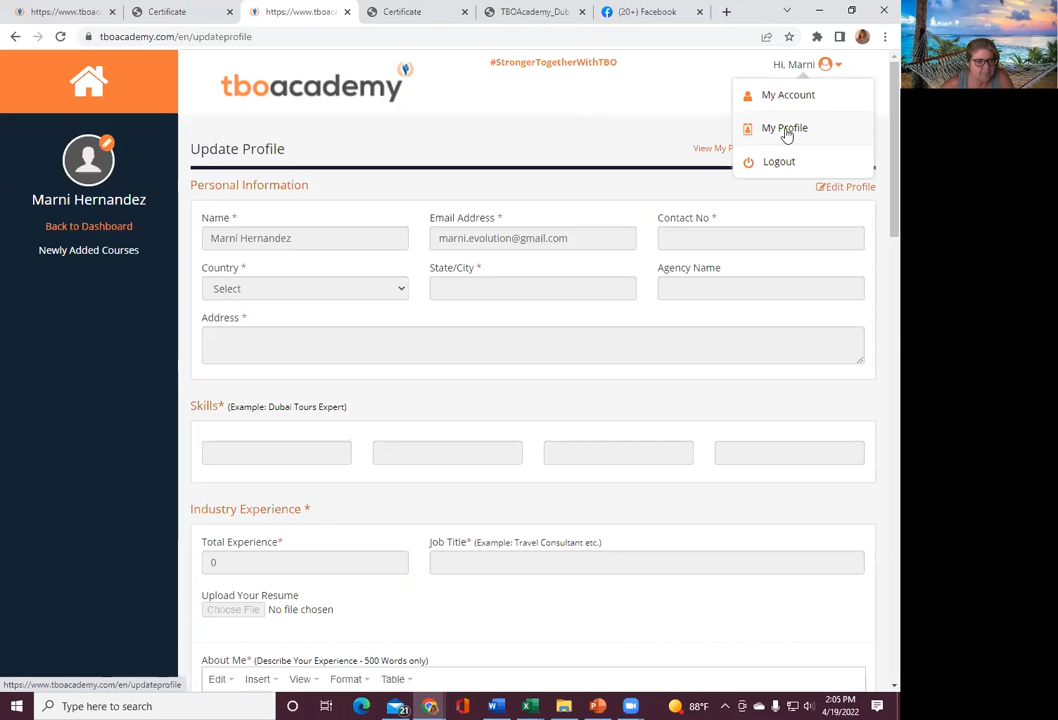 https://www.tboac
Certificate
https://www.tboac
Certificate
TBOAcademy_Dub
(20+) Facebook
tboacademy.com/en/updateprofile
tboacademy
#StrongerTogetherWithTBO
Hi, Marni
My Account
My Profile
Logout
Marni Hernandez
Back to Dashboard
Newly Added Courses
Update Profile
View My P
Personal Information
Edit Profile
Name *
Email Address *
Contact No *
Marni Hernandez
marni.evolution@gmail.com
Country *
State/City *
Agency Name
Select
Address *
Skills* (Example: Dubai Tours Expert)
Industry Experience *
Total Experience*
Job Title* (Example: Travel Consultant etc.)
0
Upload Your Resume
Choose File No file chosen
About Me* (Describe Your Experience - 500 Words only)
Edit Insert View Format Table
https://www.tboacademy.com/en/updateprofile
Type here to search
21
88°F
2:05 PM
4/19/2022